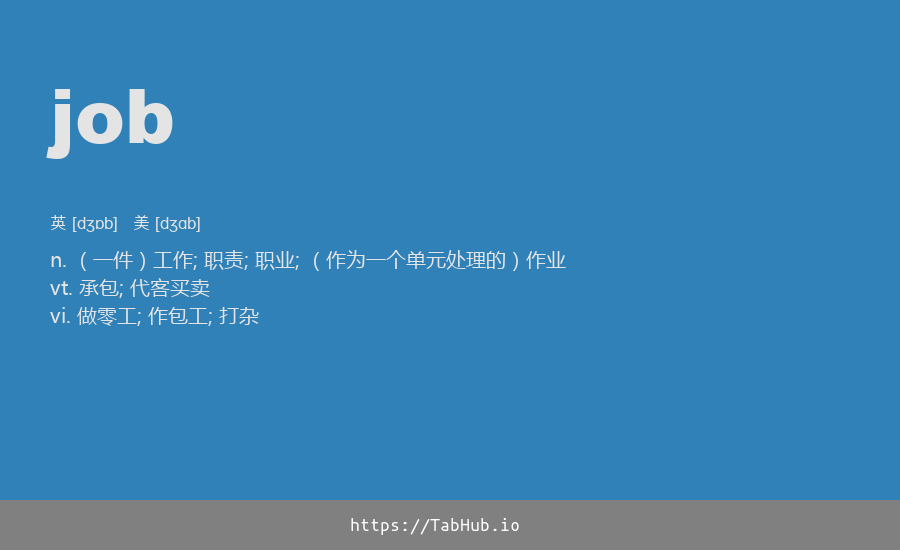 job
英 [dʒɒb] 美 [dʒɑb]
n. （一件）工作; 职责; 职业; （作为一个单元处理的）作业
vt. 承包; 代客买卖
vi. 做零工; 作包工; 打杂
https://TabHub.io